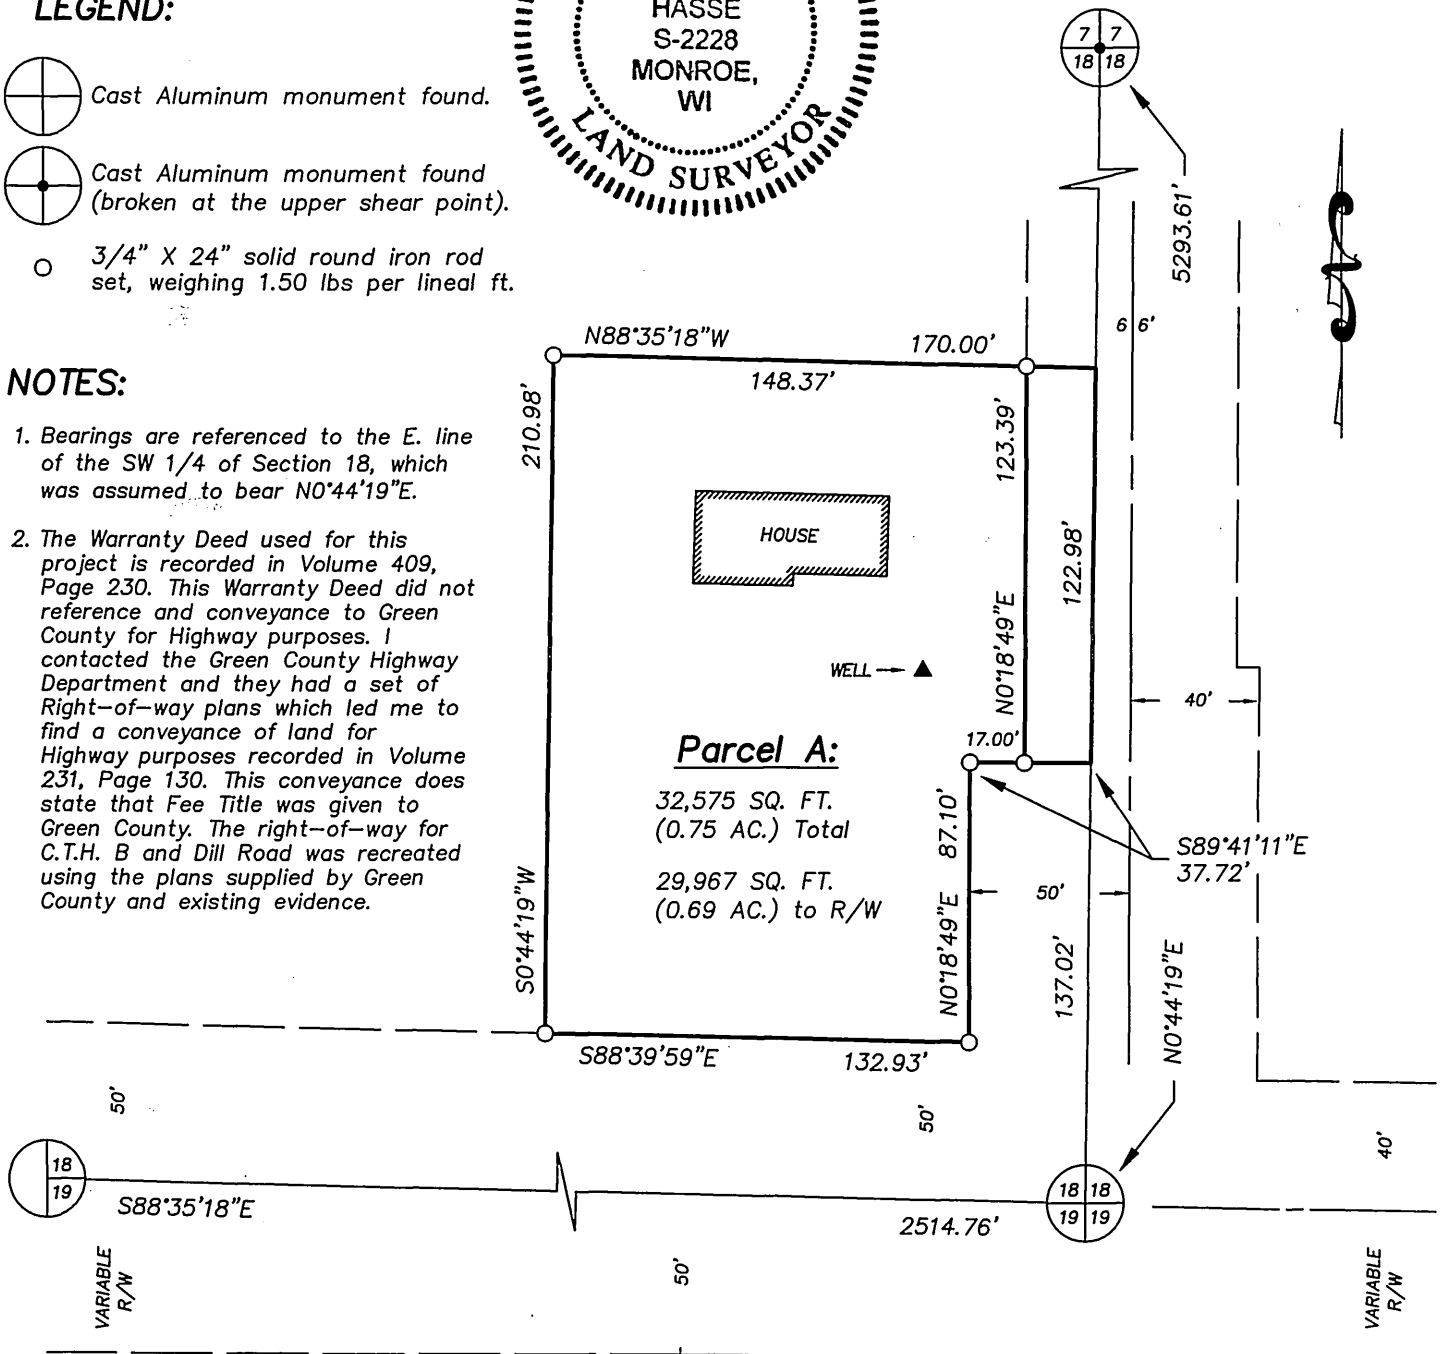 LEGEND:
Cast Aluminum monument found.
Cast Aluminum monument found
(broken at the upper shear point).
3/4" X 24" solid round iron rod
set, weighing 1.50 lbs per lineal ft.
HASSE
S-2228
MONROE,
WI
LAND SURVEYOR
NOTES:
1. Bearings are referenced to the E. line
of the SW 1/4 of Section 18, which
was assumed to bear N0°44'19"E.
2. The Warranty Deed used for this
project is recorded in Volume 409,
Page 230. This Warranty Deed did not
reference and conveyance to Green
County for Highway purposes. I
contacted the Green County Highway
Department and they had a set of
Right-of-way plans which led me to
find a conveyance of land for
Highway purposes recorded in Volume
231, Page 130. This conveyance does
state that Fee Title was given to
Green County. The right-of-way for
C.T.H. B and Dill Road was recreated
using the plans supplied by Green
County and existing evidence.
7 7
18 18
5293.61'
6 6'
N88°35'18"W 170.00'
148.37'
210.98'
S0°44'19"W
123.39'
N0°18'49"E
122.98'
HOUSE
WELL
40'
17.00'
Parcel A:
32,575 SQ. FT.
(0.75 AC.) Total
29,967 SQ. FT.
(0.69 AC.) to R/W
87.10'
N0°18'49"E
50'
S89°41'11"E
37.72'
137.02'
N0°44'19"E
S88°39'59"E 132.93'
50'
50'
40'
18
19
S88°35'18"E
2514.76'
18 18
19 19
VARIABLE
R/W
50'
VARIABLE
R/W